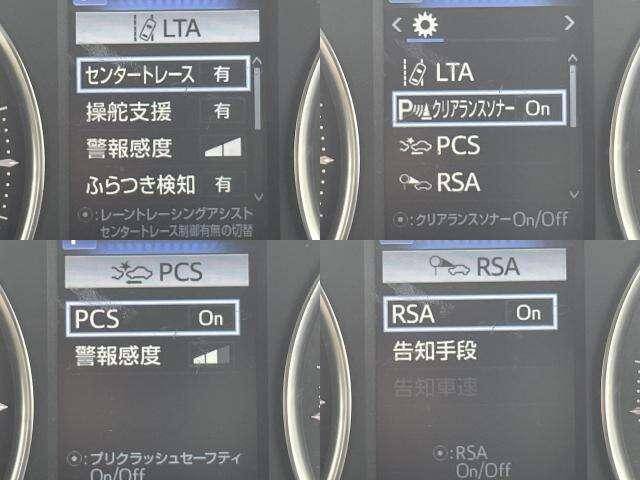 LTA
センタートレース 有
操舵支援 有
警報感度
ふらつき検知 有
:レーントレーシングアシスト
センタートレース制御有無の切替
LTA
クリアランスソナー On
PCS
RSA
:クリアランスソナーOn/Off
PCS
PCS On
警報感度
:プリクラッシュセーフティ
On/Off
RSA
RSA On
告知手段
告知車速
:RSA
On/Off